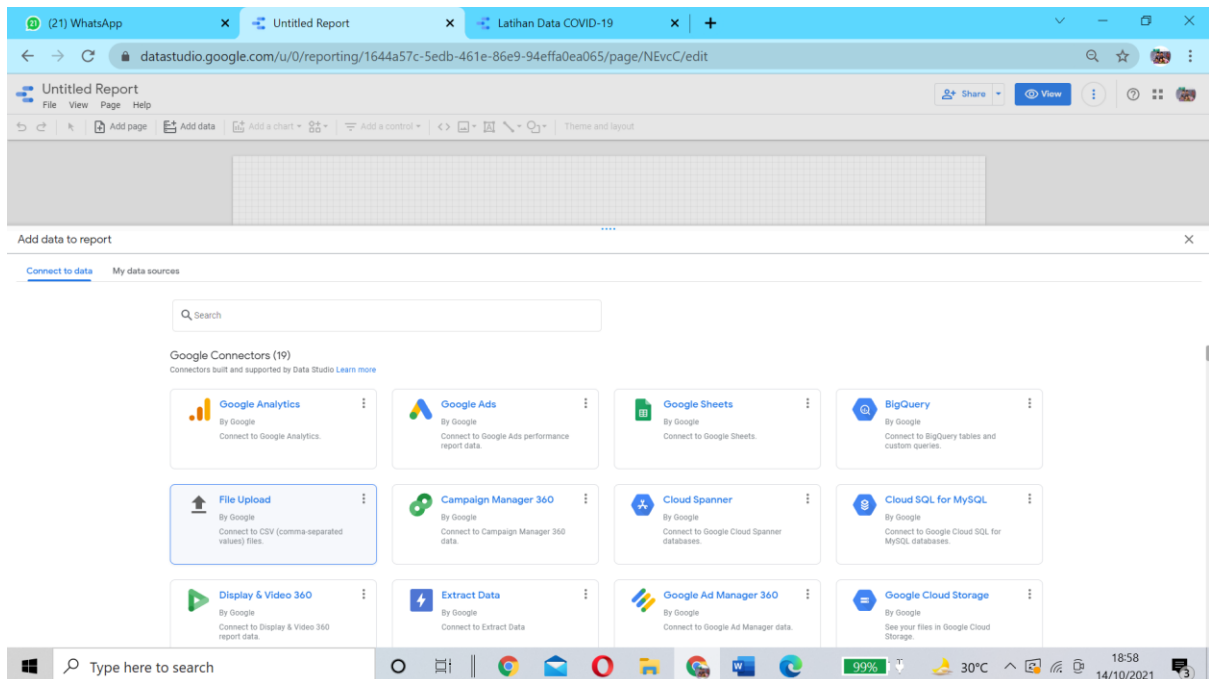 (21) WhatsApp
Untitled Report
Latihan Data COVID-19
datastudio.google.com/u/0/reporting/1644a57c-5edb-461e-86e9-94effa0ea065/page/NEvcC/edit
Untitled Report
File View Page Help
Share
View
Add page
Add data
Add a chart
Add a control
Theme and layout
Add data to report
Connect to data
My data sources
Search
Google Connectors (19)
Connectors built and supported by Data Studio Learn more
Google Analytics
By Google
Connect to Google Analytics.
Google Ads
By Google
Connect to Google Ads performance
report data.
Google Sheets
By Google
Connect to Google Sheets.
BigQuery
By Google
Connect to BigQuery tables and
custom queries.
File Upload
By Google
Connect to CSV (comma-separated
values) files.
Campaign Manager 360
By Google
Connect to Campaign Manager 360
data.
Cloud Spanner
By Google
Connect to Google Cloud Spanner
databases.
Cloud SQL for MySQL
By Google
Connect to Google Cloud SQL for
MySQL databases.
Display & Video 360
By Google
Connect to Display & Video 360
report data.
Extract Data
By Google
Connect to Extract Data
Google Ad Manager 360
By Google
Connect to Google Ad Manager data.
Google Cloud Storage
By Google
See your files in Google Cloud
Storage.
Type here to search
99%
30°C
18:58
14/10/2021
3